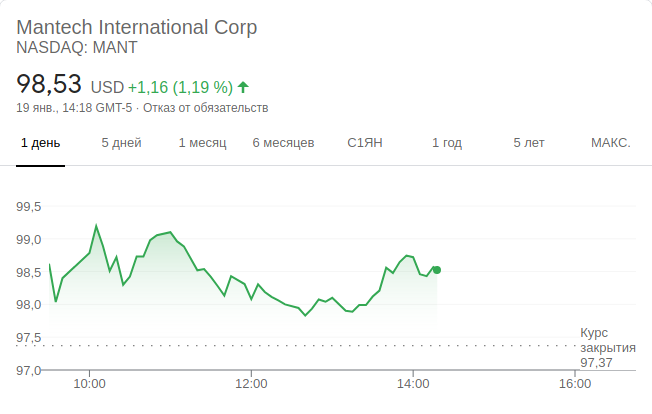 Mantech International Corp
NASDAQ: MANT
98,53 USD +1,16 (1,19 %)
19 янв., 14:18 GMT-5 · Отказ от обязательств
1 день 5 дней 1 месяц 6 месяцев С1ЯН 1 год 5 лет МАКС.
99,5
99,0
98,5
98,0
97,5
Курс
закрытия
97,37
97,0
10:00 12:00 14:00 16:00